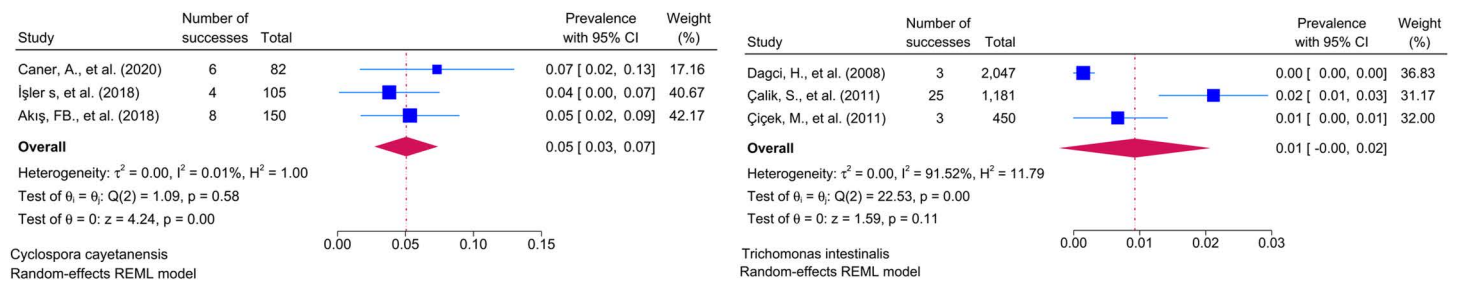 Number of Prevalence Weight
Study successes Total with 95% CI (%)
Caner, A., et al. (2020) 6 82 0.07 [ 0.02, 0.13] 17.16
İşler s, et al. (2018) 4 105 0.04 [ 0.00, 0.07] 40.67
Akış, FB., et al. (2018) 8 150 0.05 [ 0.02, 0.09] 42.17
Overall 0.05 [ 0.03, 0.07]
Heterogeneity: τ² = 0.00, I² = 0.01%, H² = 1.00
Test of θᵢ = θⱼ: Q(2) = 1.09, p = 0.58
Test of θ = 0: z = 4.24, p = 0.00
0.00 0.05 0.10 0.15
Cyclospora cayetanensis
Random-effects REML model
Number of Prevalence Weight
Study successes Total with 95% CI (%)
Dagci, H., et al. (2008) 3 2,047 0.00 [ 0.00, 0.00] 36.83
Çalik, S., et al. (2011) 25 1,181 0.02 [ 0.01, 0.03] 31.17
Çiçek, M., et al. (2011) 3 450 0.01 [ 0.00, 0.01] 32.00
Overall 0.01 [ -0.00, 0.02]
Heterogeneity: τ² = 0.00, I² = 91.52%, H² = 11.79
Test of θᵢ = θⱼ: Q(2) = 22.53, p = 0.00
Test of θ = 0: z = 1.59, p = 0.11
0.00 0.01 0.02 0.03
Trichomonas intestinalis
Random-effects REML model